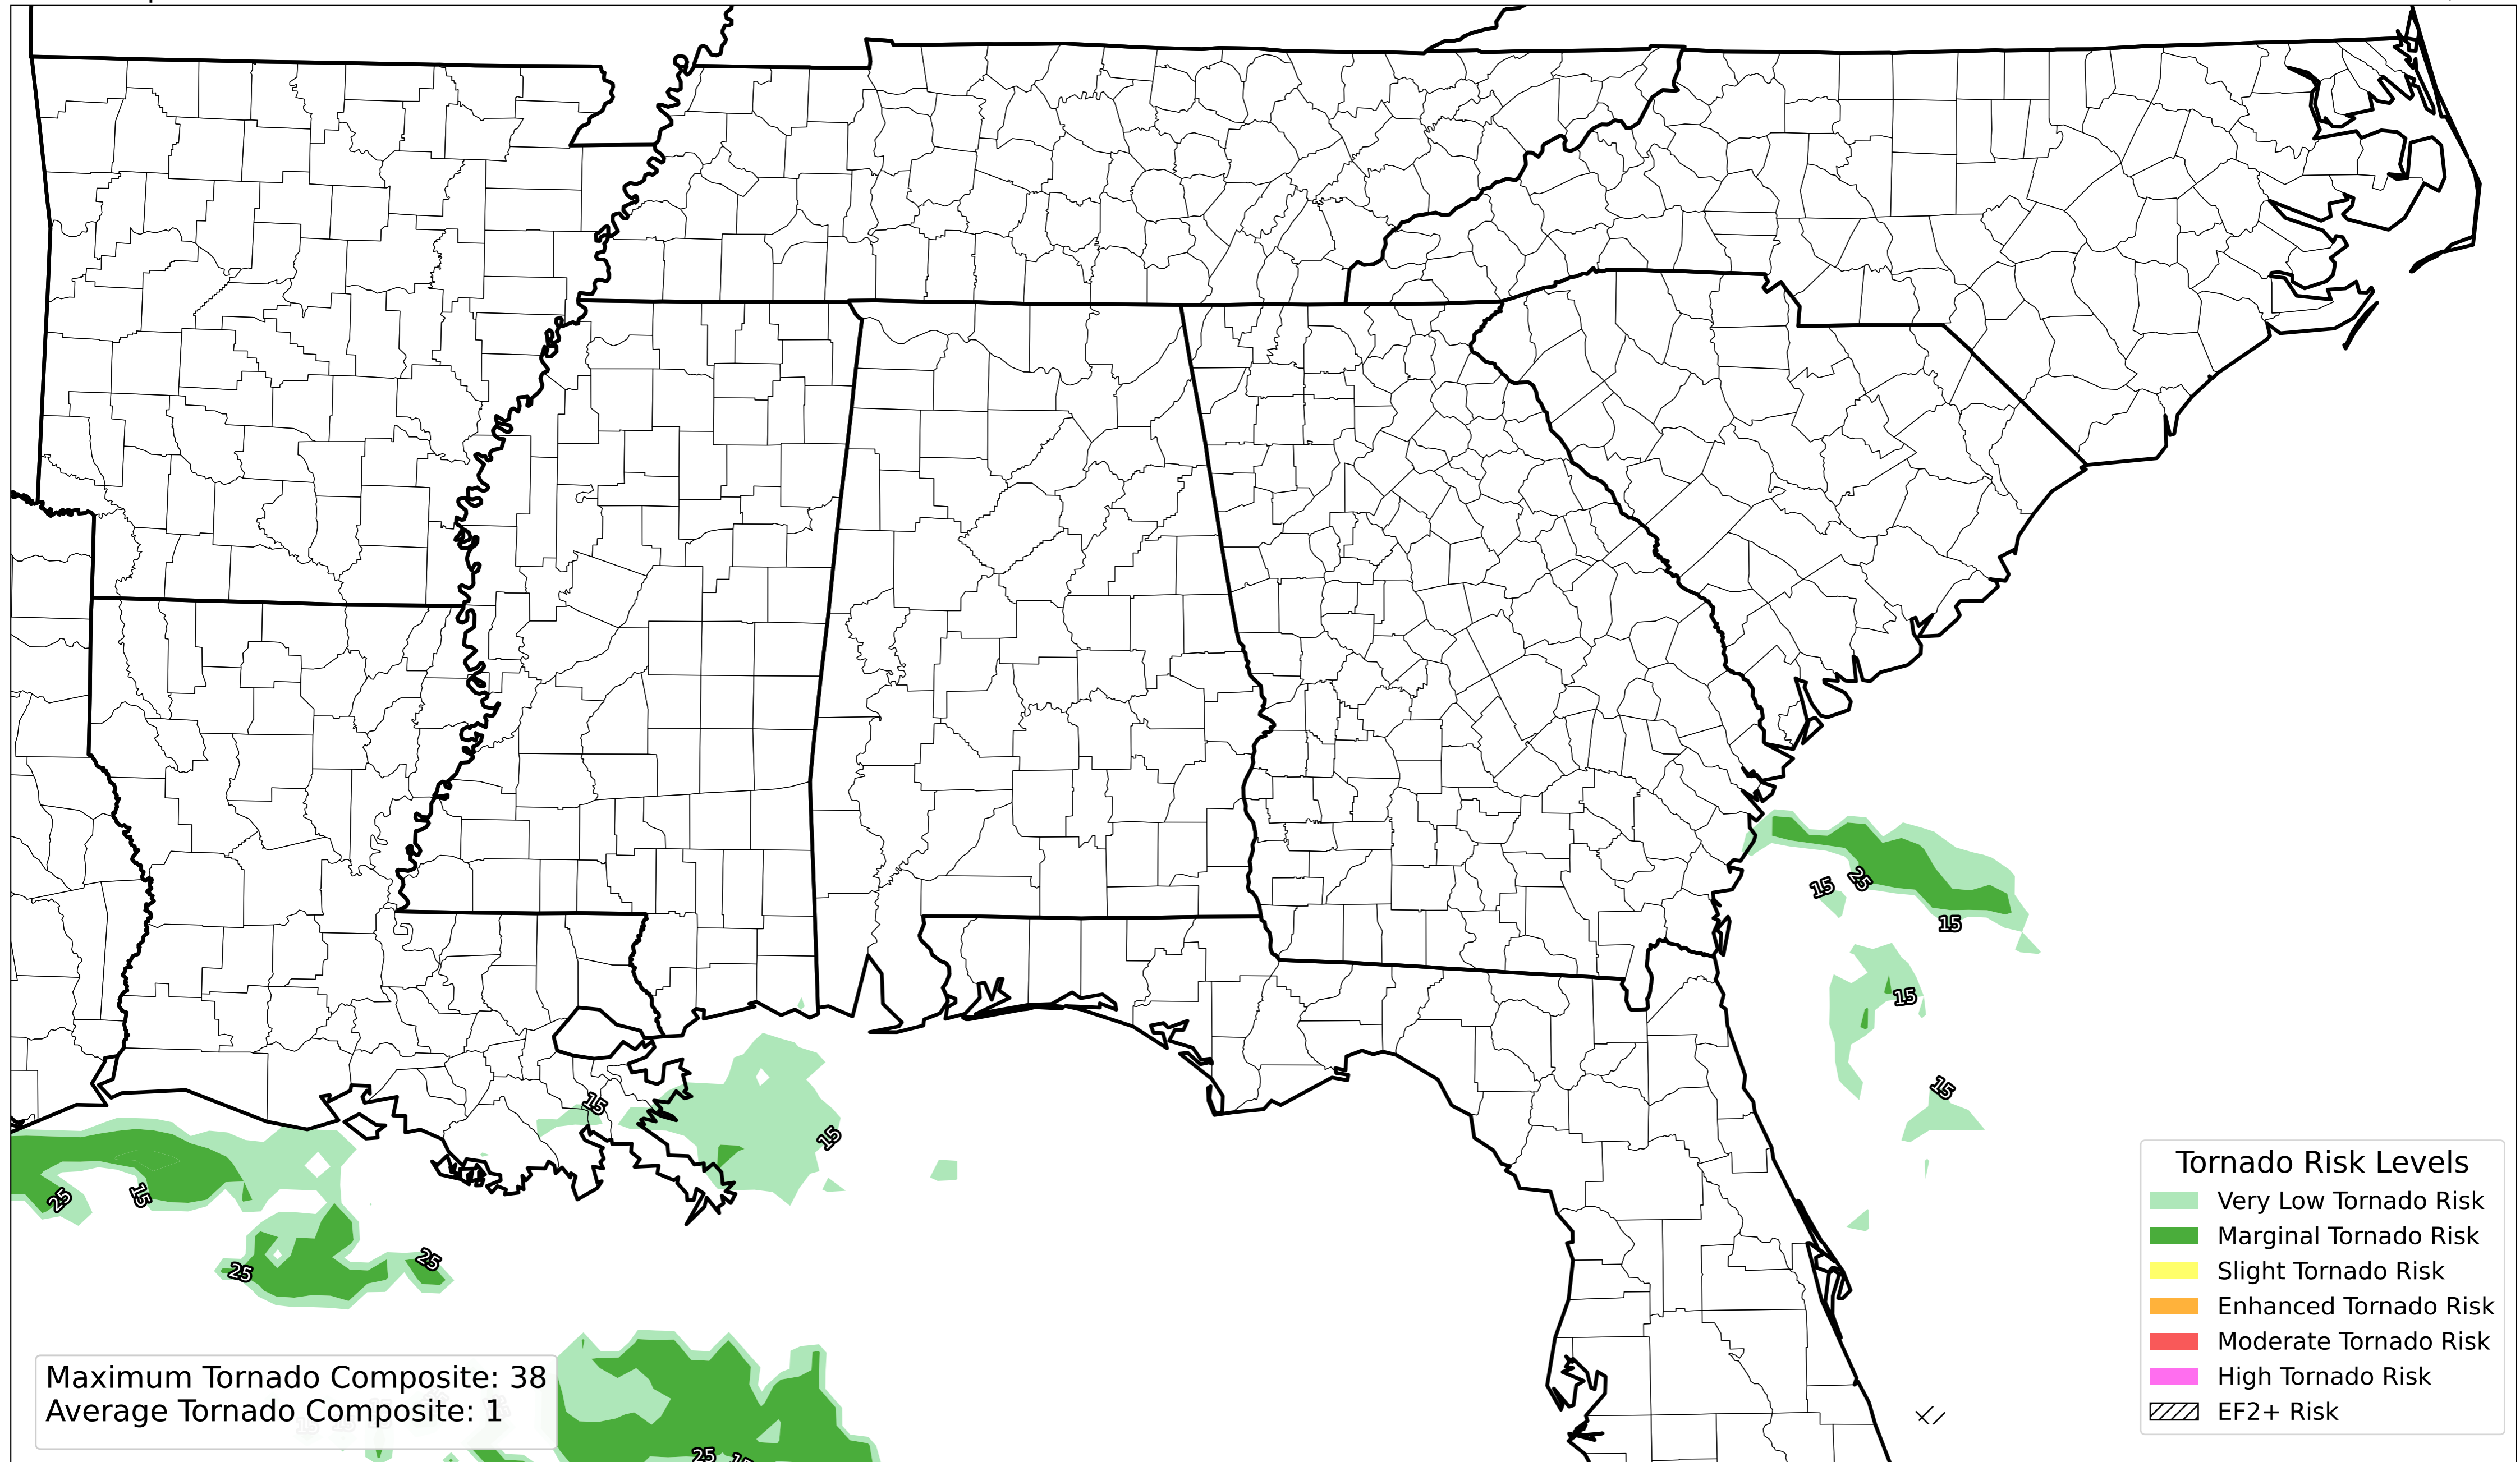 15
25
15
15
15
15
15
25
15
25
25
25
15
Tornado Risk Levels
Very Low Tornado Risk
Marginal Tornado Risk
Slight Tornado Risk
Enhanced Tornado Risk
Moderate Tornado Risk
High Tornado Risk
EF2+ Risk
Maximum Tornado Composite: 38
Average Tornado Composite: 1